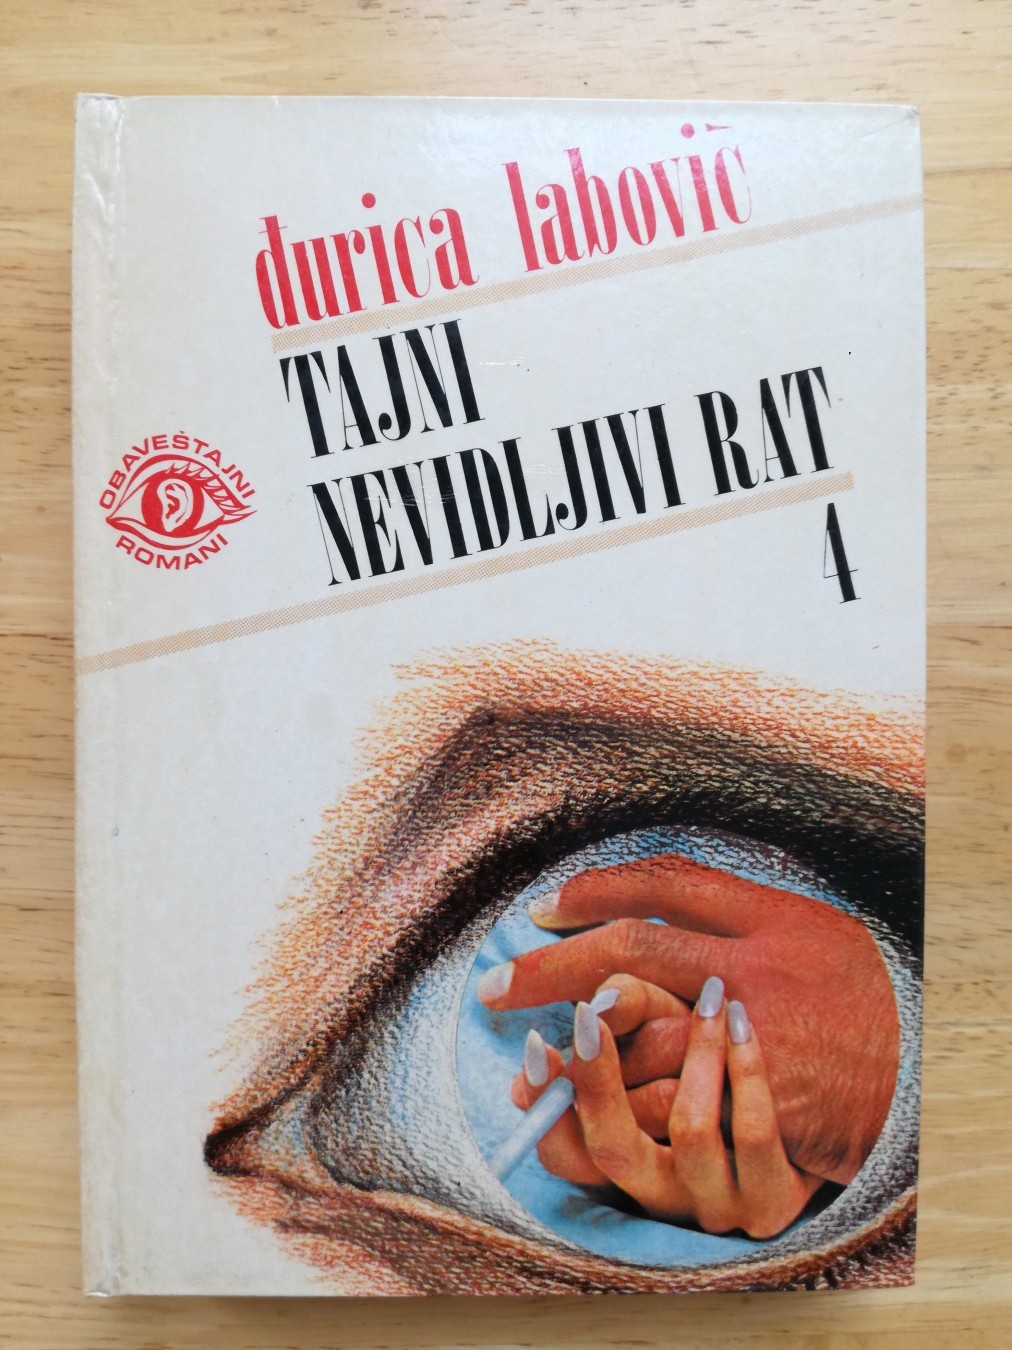 đurica labović
TAJNI
NEVIDLJIVI RAT
4
OBAVEŠTAJNI
ROMANI